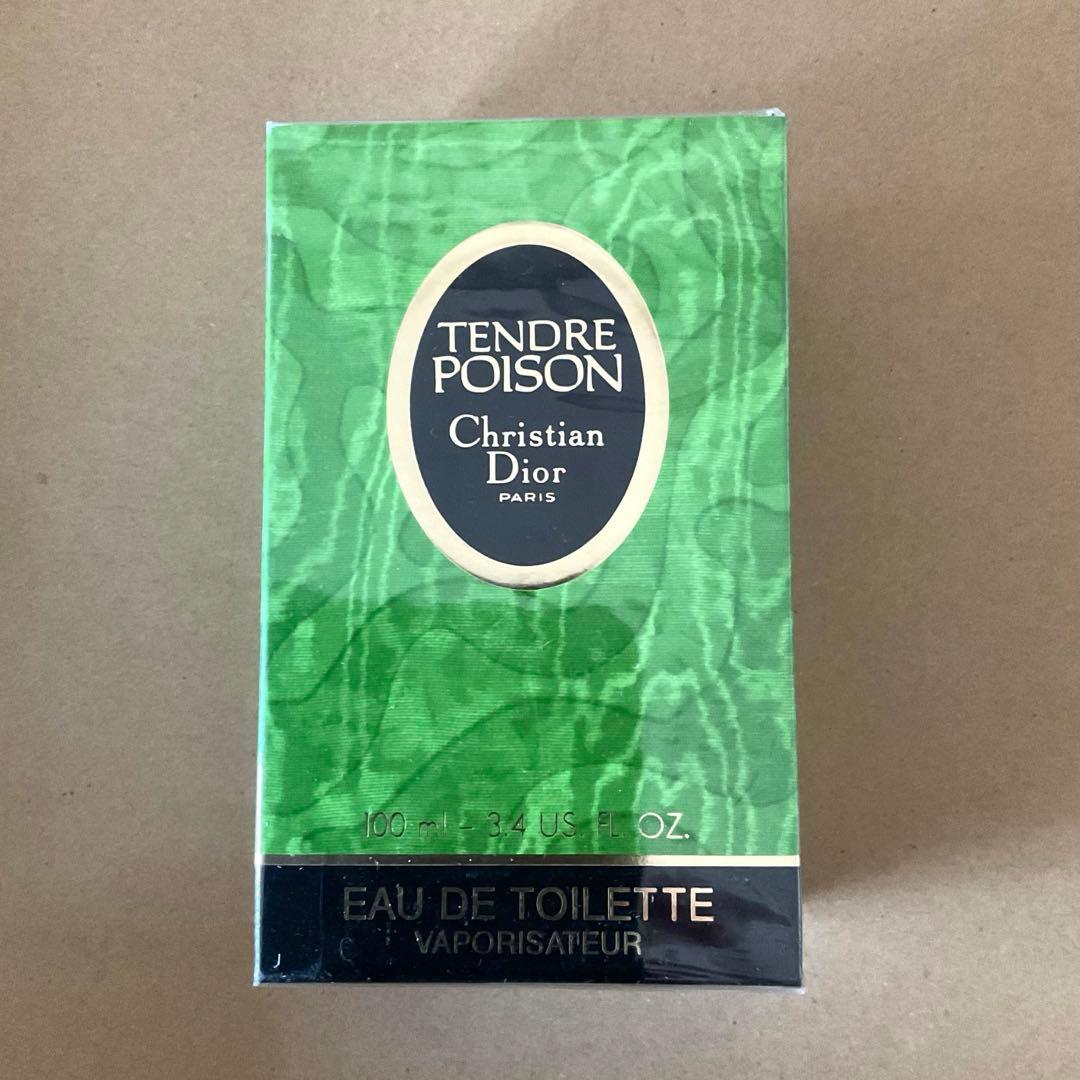 TENDRE
POISON
Christian
Dior
PARIS
100 ml - 3.4 US. FL. OZ.
EAU DE TOILETTE
VAPORISATEUR
J